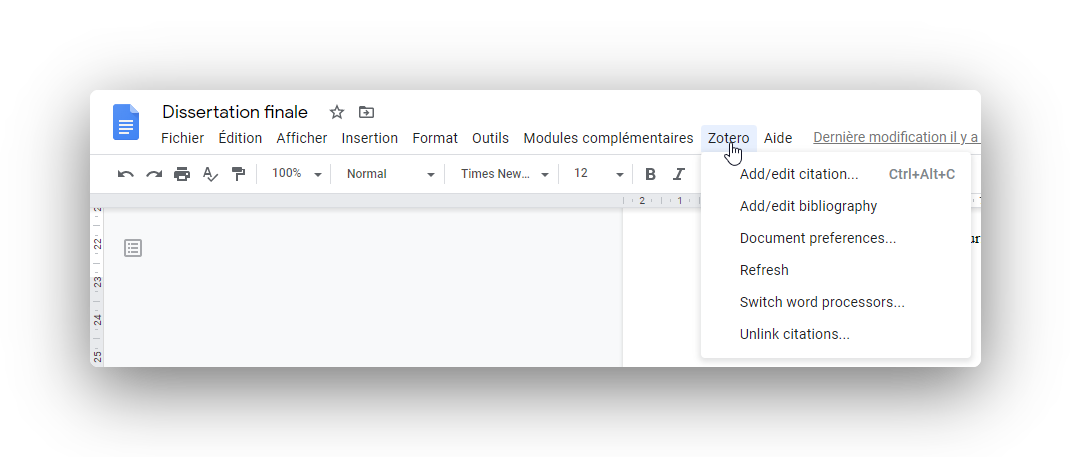 Dissertation finale
Fichier Édition Afficher Insertion Format Outils Modules complémentaires Zotero Aide Dernière modification il y a
100% Normal Times New... 12 B I
2 1
Add/edit citation... Ctrl+Alt+C
Add/edit bibliography
Document preferences...
Refresh
Switch word processors...
Unlink citations...
22
23
24
25